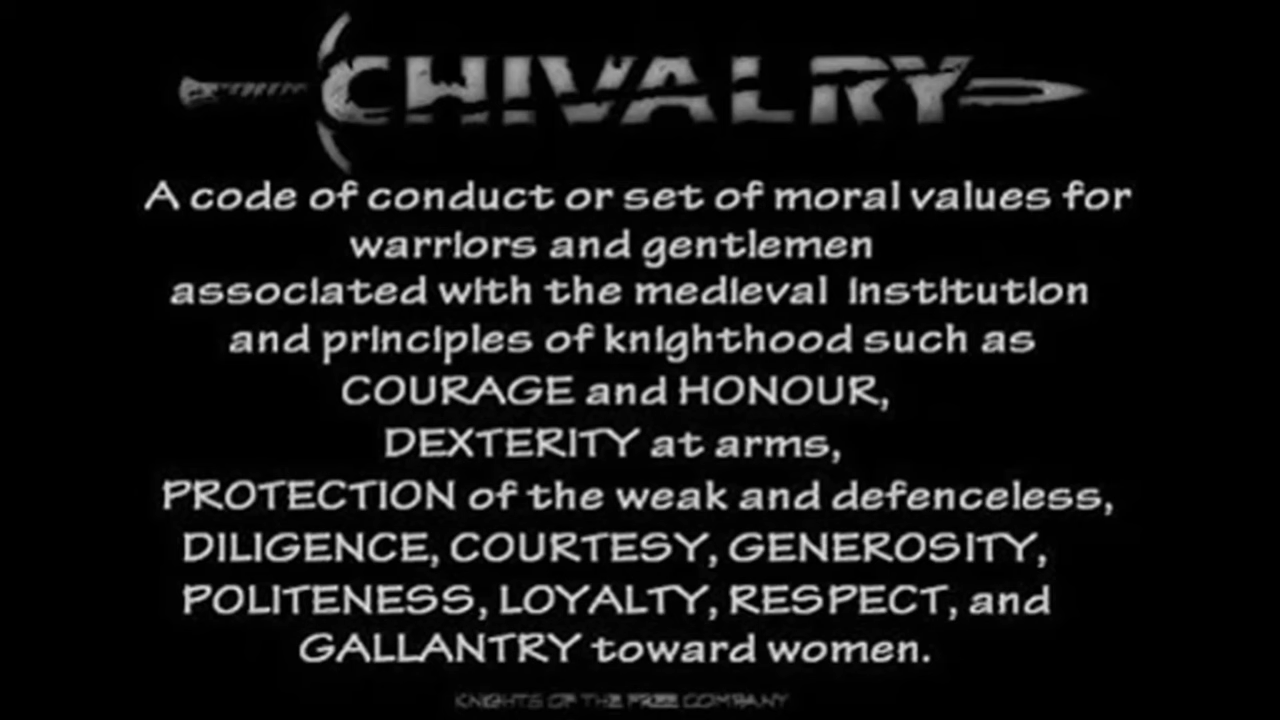 CHIVALRY
A code of conduct or set of moral values for
warriors and gentlemen
associated with the medieval institution
and principles of knighthood such as
COURAGE and HONOUR,
DEXTERITY at arms,
PROTECTION of the weak and defenceless,
DILIGENCE, COURTESY, GENEROSITY,
POLITENESS, LOYALTY, RESPECT, and
GALLANTRY toward women.
KNIGHTS OF THE FREE COMPANY